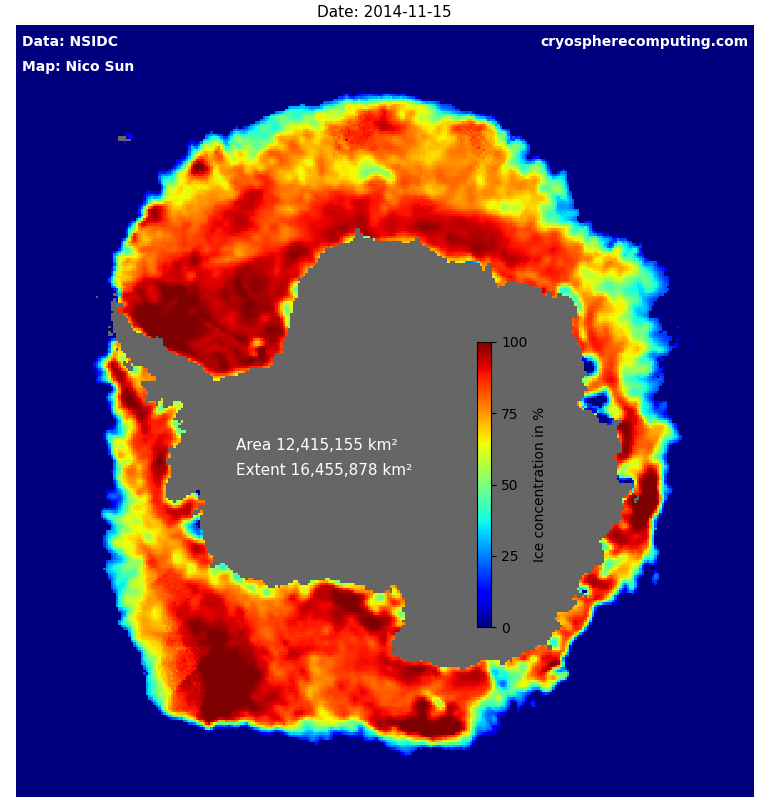 Date: 2014-11-15
Data: NSIDC
cryospherecomputing.com
Map: Nico Sun
100
75
50
25
0
Ice concentration in %
Area 12,415,155 km²
Extent 16,455,878 km²